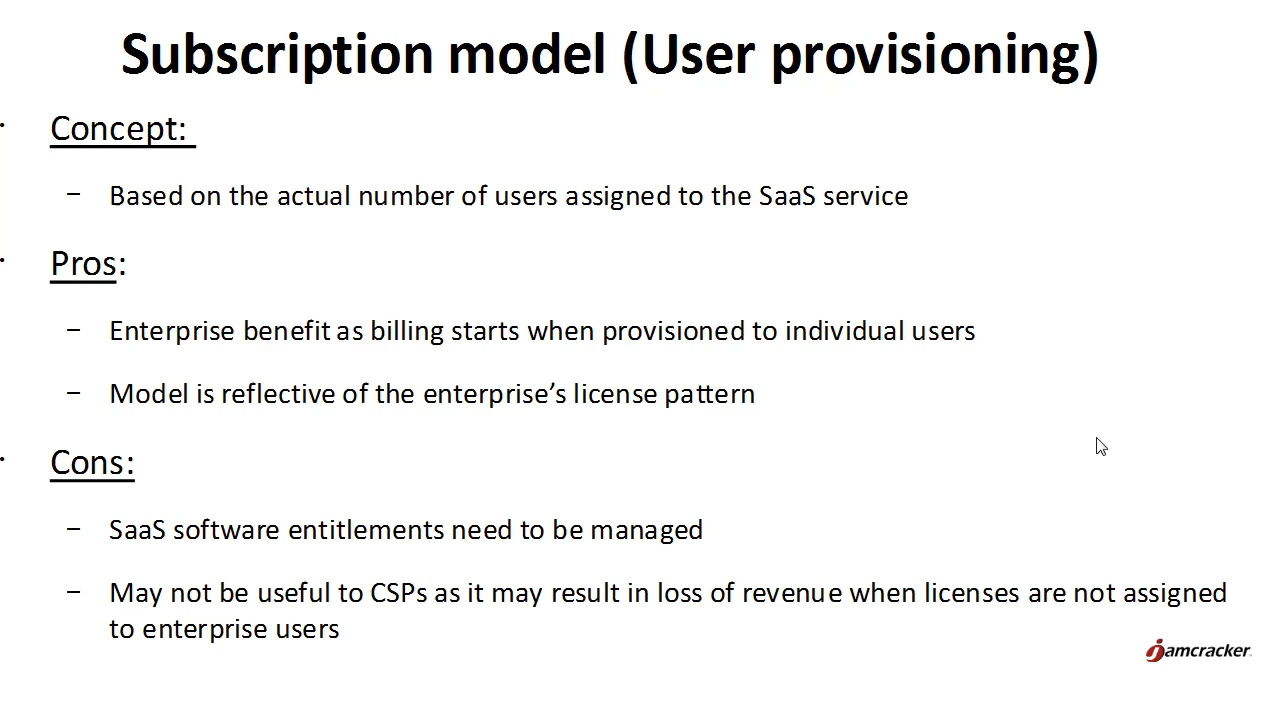 Subscription model (User provisioning)
· Concept:
– Based on the actual number of users assigned to the SaaS service
· Pros:
– Enterprise benefit as billing starts when provisioned to individual users
– Model is reflective of the enterprise’s license pattern
· Cons:
– SaaS software entitlements need to be managed
– May not be useful to CSPs as it may result in loss of revenue when licenses are not assigned
to enterprise users
jamcracker